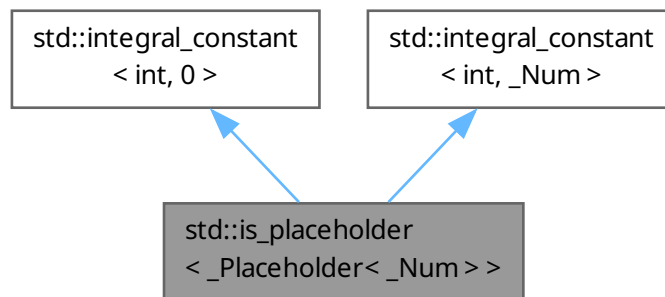 std::integral_constant
< int, 0 >
std::integral_constant
< int, _Num >
std::is_placeholder
< _Placeholder< _Num > >